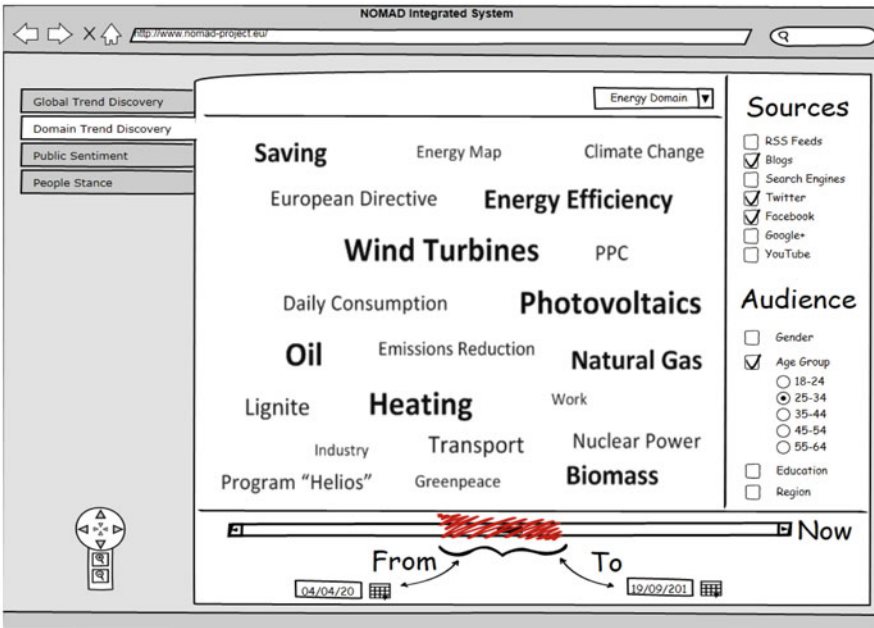 NOMAD Integrated System
http://www.nomad-project.eu/
Global Trend Discovery
Domain Trend Discovery
Public Sentiment
People Stance
Energy Domain
Saving Energy Map Climate Change
European Directive Energy Efficiency
Wind Turbines PPC
Daily Consumption Photovoltaics
Oil Emissions Reduction Natural Gas
Lignite Heating Work
Industry Transport Nuclear Power
Program “Helios” Greenpeace Biomass
Sources
RSS Feeds
Blogs
Search Engines
Twitter
Facebook
Google+
YouTube
Audience
Gender
Age Group
18-24
25-34
35-44
45-54
55-64
Education
Region
Now
From To
04/04/20 19/09/201